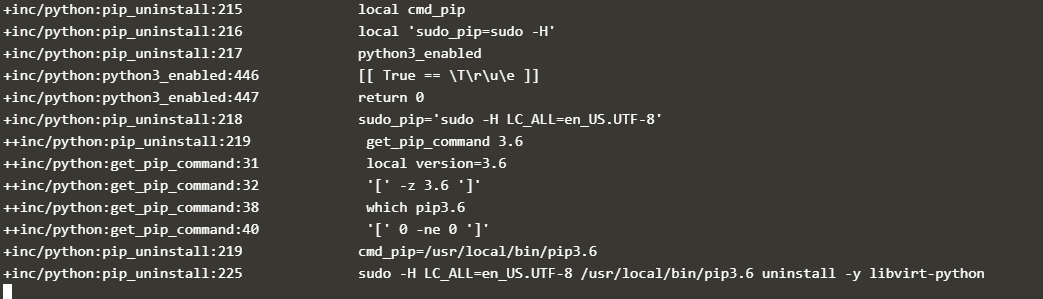 +inc/python:pip_uninstall:215 local cmd_pip
+inc/python:pip_uninstall:216 local 'sudo_pip=sudo -H'
+inc/python:pip_uninstall:217 python3_enabled
+inc/python:python3_enabled:446 [[ True == \T\r\u\e ]]
+inc/python:python3_enabled:447 return 0
+inc/python:pip_uninstall:218 sudo_pip='sudo -H LC_ALL=en_US.UTF-8'
++inc/python:pip_uninstall:219 get_pip_command 3.6
++inc/python:get_pip_command:31 local version=3.6
++inc/python:get_pip_command:32 '[' -z 3.6 ']'
++inc/python:get_pip_command:38 which pip3.6
++inc/python:get_pip_command:40 '[' 0 -ne 0 ']'
+inc/python:pip_uninstall:219 cmd_pip=/usr/local/bin/pip3.6
+inc/python:pip_uninstall:225 sudo -H LC_ALL=en_US.UTF-8 /usr/local/bin/pip3.6 uninstall -y libvirt-python